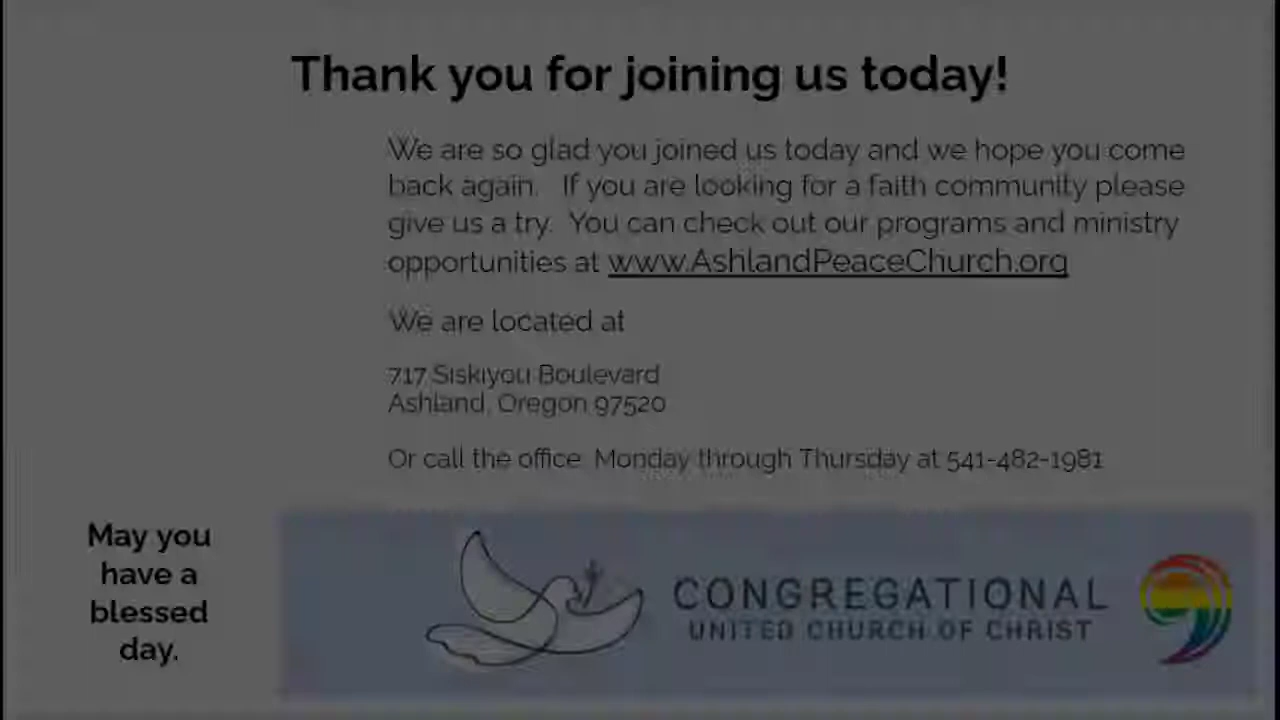 Thank you for joining us today!
We are so glad you joined us today and we hope you come
back again. If you are looking for a faith community please
give us a try. You can check out our programs and ministry
opportunities at www.AshlandPeaceChurch.org
We are located at
717 Siskiyou Boulevard
Ashland, Oregon 97520
Or call the office Monday through Thursday at 541-482-1981
May you
have a
blessed
day.
CONGREGATIONAL
UNITED CHURCH OF CHRIST